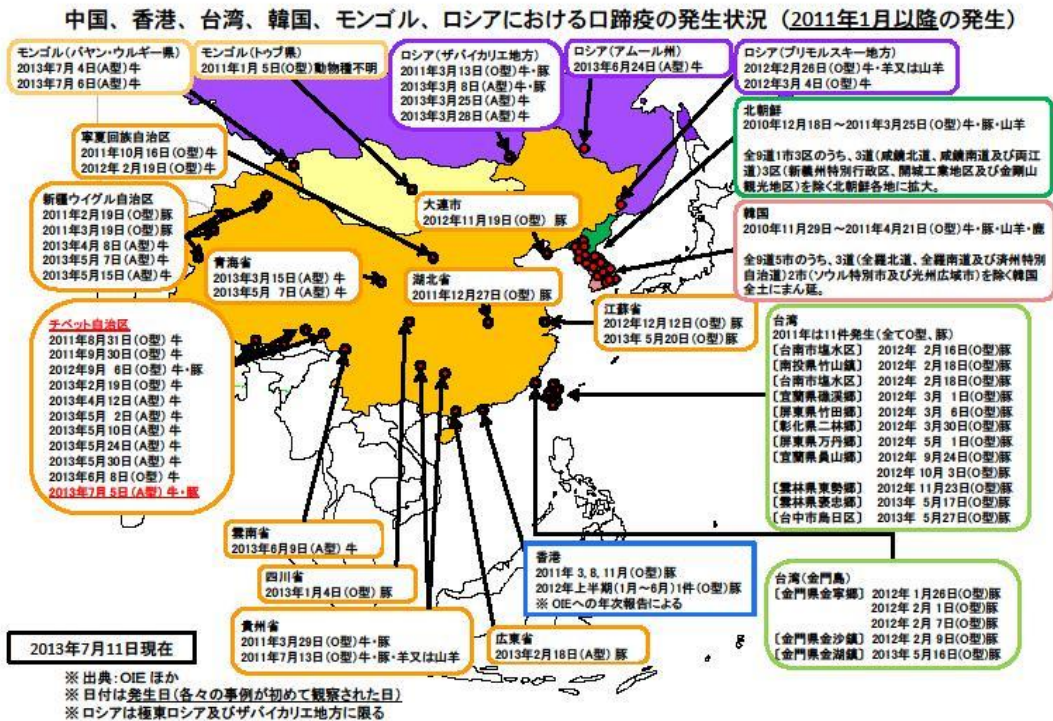 中国、香港、台湾、韓国、モンゴル、ロシアにおける口蹄疫の発生状況（2011年1月以降の発生）
モンゴル(バヤン・ウルギー県)
2013年7月 4日(A型)牛
2013年7月 6日(A型)牛
モンゴル(トゥブ県)
2011年1月 5日(O型)動物種不明
ロシア(ザバイカリエ地方)
2011年3月13日(O型)牛・豚
2013年3月 8日(A型)牛・豚
2013年3月25日(A型)牛
2013年3月28日(A型)牛
ロシア(アムール州)
2013年6月24日(A型)牛
ロシア(プリモルスキー地方)
2012年2月26日(O型)牛・羊又は山羊
2012年3月 4日(O型)牛
北朝鮮
2010年12月18日～2011年3月25日(O型)牛・豚・山羊
全9道1市3区のうち、3道(咸鏡北道、咸鏡南道及び両江
道)3区(新義州特別行政区、開城工業地区及び金剛山
観光地区)を除く北朝鮮各地に拡大。
韓国
2010年11月29日～2011年4月21日(O型)牛・豚・山羊・鹿
全9道5市のうち、3道(全羅北道、全羅南道及び済州特別
自治道)2市(ソウル特別市及び光州広域市)を除く韓国
全土にまん延。
寧夏回族自治区
2011年10月16日(O型)牛
2012年 2月19日(O型)牛
新疆ウイグル自治区
2011年2月19日(O型)豚
2011年3月19日(O型)豚
2013年4月 8日(A型)牛
2013年5月 7日(A型)牛
2013年5月15日(A型)牛
大連市
2012年11月19日(O型) 豚
青海省
2013年3月15日(A型)牛
2013年5月 7日(A型)牛
湖北省
2011年12月27日(O型) 豚
江蘇省
2012年12月12日(O型) 豚
2013年 5月20日(O型) 豚
チベット自治区
2011年8月31日(O型) 牛
2011年9月30日(O型) 牛
2012年9月 6日(O型)牛・豚
2013年2月19日(O型) 牛
2013年4月12日(A型) 牛
2013年5月 2日(A型) 牛
2013年5月10日(A型) 牛
2013年5月24日(A型) 牛
2013年5月30日(A型) 牛
2013年6月8日(O型) 牛
2013年7月 5日(A型) 牛・豚
台湾
2011年は11件発生(全てO型、豚)
〔台南市塩水区〕 2012年 2月16日(O型)豚
〔南投県竹山鎮〕 2012年 2月18日(O型)豚
〔台南市塩水区〕 2012年 2月18日(O型)豚
〔宜蘭県礁渓郷〕 2012年 3月 1日(O型)豚
〔屏東県竹田郷〕 2012年 3月 6日(O型)豚
〔彰化県二林郷〕 2012年 3月30日(O型)豚
〔屏東県万丹郷〕 2012年 5月 1日(O型)豚
〔宜蘭県員山郷〕 2012年 9月24日(O型)豚
2012年 10月 3日(O型)豚
〔雲林県東勢郷〕 2012年 11月23日(O型)豚
〔雲林県褒忠郷〕 2013年 5月17日(O型)豚
〔台中市烏日区〕 2013年 5月27日(O型)豚
雲南省
2013年6月9日(A型) 牛
四川省
2013年1月4日(O型) 豚
貴州省
2011年3月29日(O型)牛・豚
2011年7月13日(O型)牛・豚・羊又は山羊
広東省
2013年2月18日(A型) 豚
香港
2011年 3,8,11月(O型)豚
2012年上半期(1月～6月)1件(O型)豚
※ OIEへの年次報告による
台湾(金門島)
〔金門県金寧郷〕 2012年 1月26日(O型)豚
2012年 2月 1日(O型)豚
2012年 2月 7日(O型)豚
〔金門県金沙鎮〕 2012年 2月 9日(O型)豚
〔金門県金湖鎮〕 2013年 5月16日(O型)豚
2013年7月11日現在
※ 出典：OIE ほか
※ 日付は発生日(各々の事例が初めて観察された日)
※ ロシアは極東ロシア及びザバイカリエ地方に限る